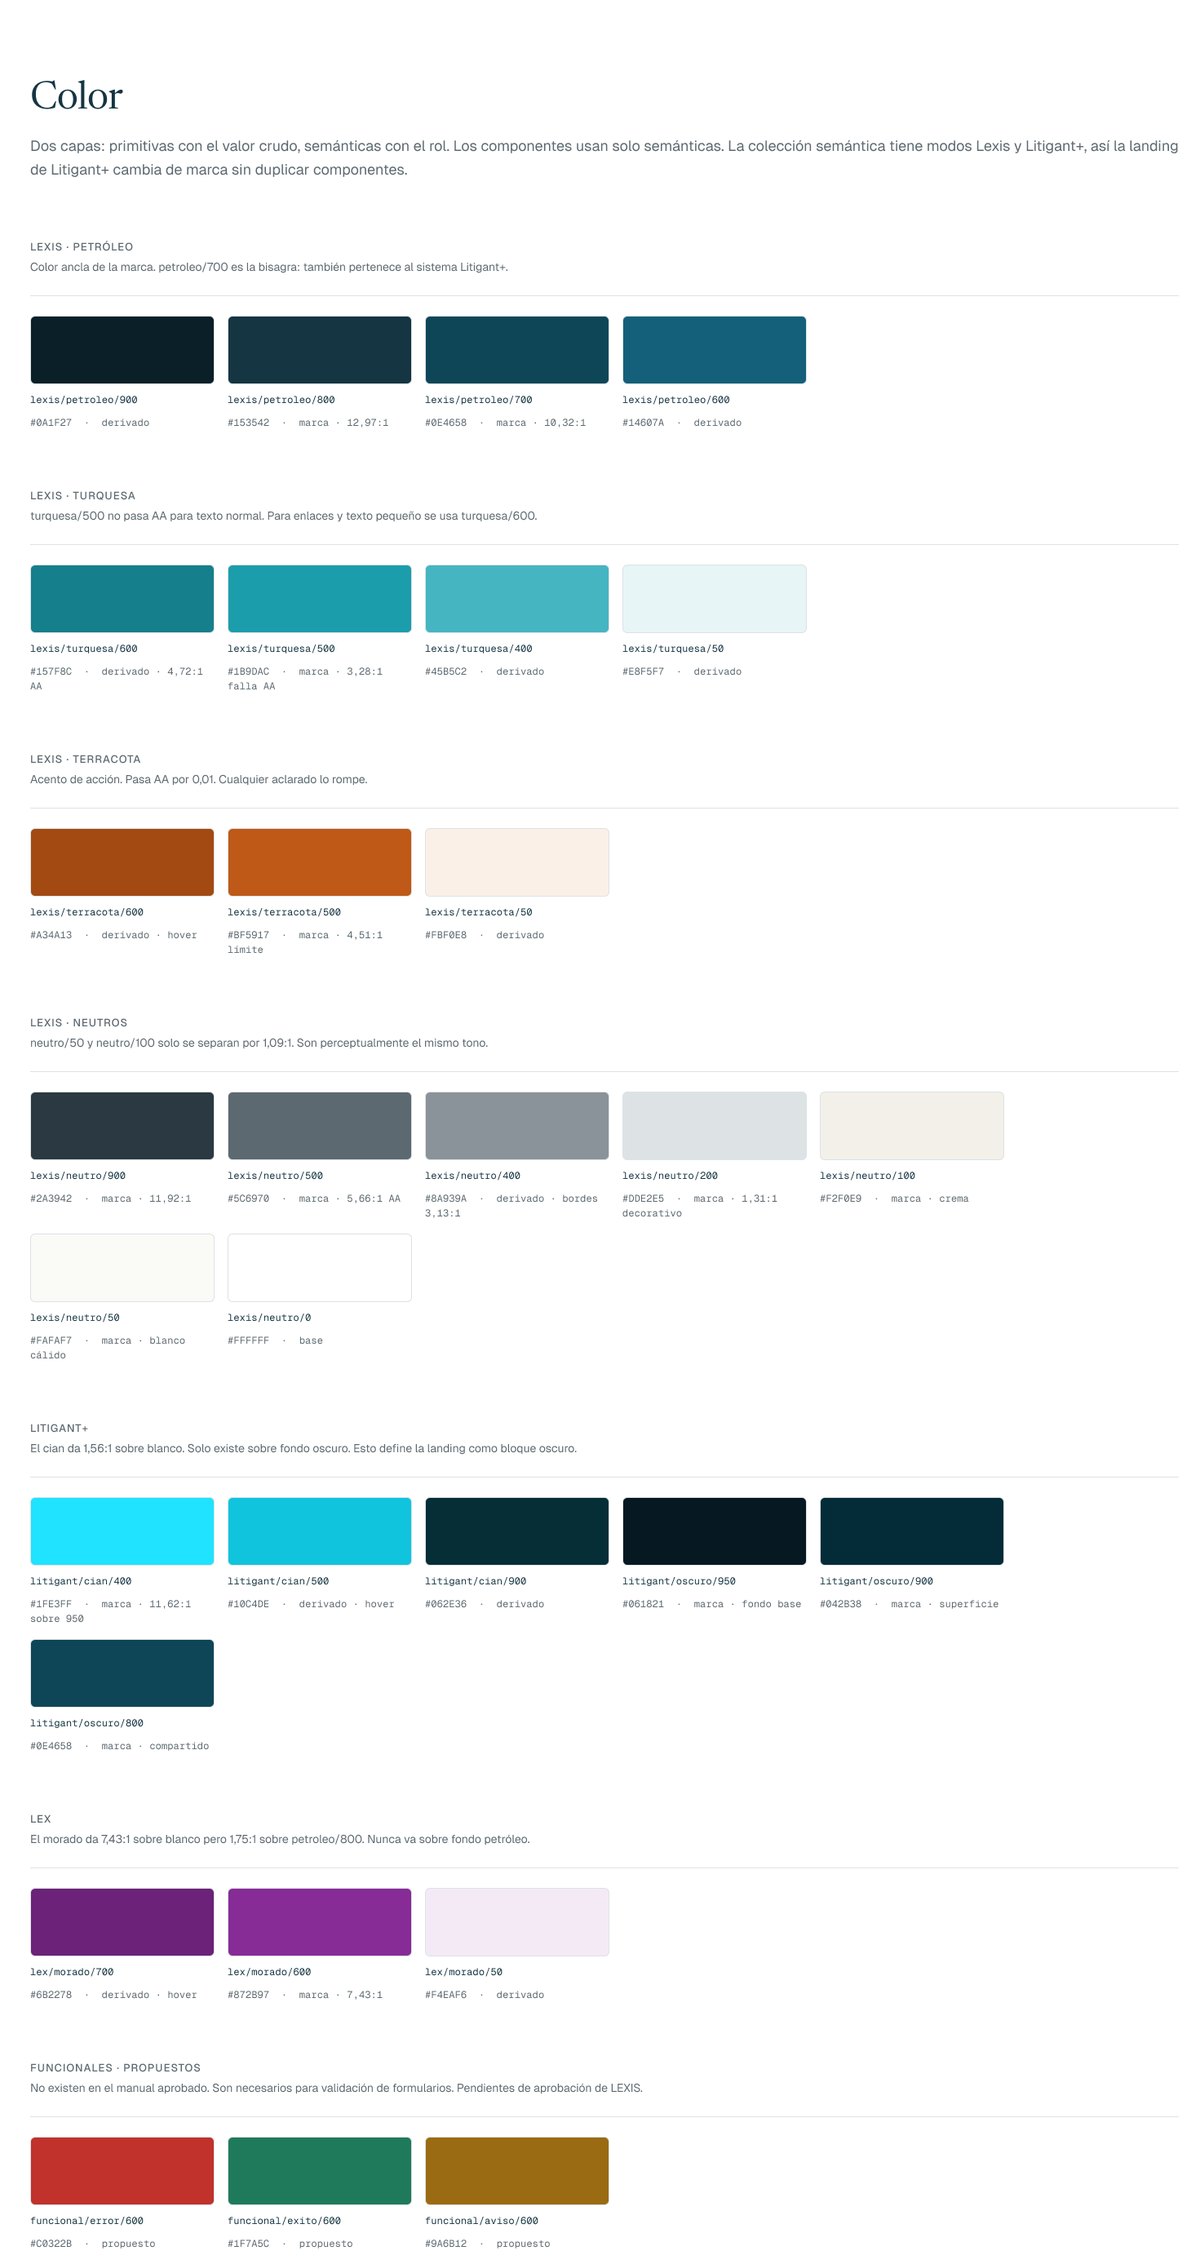 Color
Dos capas: primitivas con el valor crudo, semánticas con el rol. Los componentes usan solo semánticas. La colección semántica tiene modos Lexis y Litigant+, así la landing
de Litigant+ cambia de marca sin duplicar componentes.
LEXIS · PETRÓLEO
Color ancla de la marca. petroleo/700 es la bisagra: también pertenece al sistema Litigant+.
lexis/petroleo/900
#0A1F27 · derivado
lexis/petroleo/800
#153542 · marca · 12,97:1
lexis/petroleo/700
#0E4658 · marca · 10,32:1
lexis/petroleo/600
#14607A · derivado
LEXIS · TURQUESA
turquesa/500 no pasa AA para texto normal. Para enlaces y texto pequeño se usa turquesa/600.
lexis/turquesa/600
#157F8C · derivado · 4,72:1
AA
lexis/turquesa/500
#1B9DAC · marca · 3,28:1
falla AA
lexis/turquesa/400
#45B5C2 · derivado
lexis/turquesa/50
#E8F5F7 · derivado
LEXIS · TERRACOTA
Acento de acción. Pasa AA por 0,01. Cualquier aclarado lo rompe.
lexis/terracota/600
#A34A13 · derivado · hover
lexis/terracota/500
#BF5917 · marca · 4,51:1
límite
lexis/terracota/50
#FBF0E8 · derivado
LEXIS · NEUTROS
neutro/50 y neutro/100 solo se separan por 1,09:1. Son perceptualmente el mismo tono.
lexis/neutro/900
#2A3942 · marca · 11,92:1
lexis/neutro/500
#5C6970 · marca · 5,66:1 AA
lexis/neutro/400
#8A939A · derivado · bordes
3,13:1
lexis/neutro/200
#DDE2E5 · marca · 1,31:1
decorativo
lexis/neutro/100
#F2F0E9 · marca · crema
lexis/neutro/50
#FAFAF7 · marca · blanco
cálido
lexis/neutro/0
#FFFFFF · base
LITIGANT+
El cian da 1,56:1 sobre blanco. Solo existe sobre fondo oscuro. Esto define la landing como bloque oscuro.
litigant/cian/400
#1FE3FF · marca · 11,62:1
sobre 950
litigant/cian/500
#10C4DE · derivado · hover
litigant/cian/900
#062E36 · derivado
litigant/oscuro/950
#061821 · marca · fondo base
litigant/oscuro/900
#042B38 · marca · superficie
litigant/oscuro/800
#0E4658 · marca · compartido
LEX
El morado da 7,43:1 sobre blanco pero 1,75:1 sobre petroleo/800. Nunca va sobre fondo petróleo.
lex/morado/700
#6B2278 · derivado · hover
lex/morado/600
#872B97 · marca · 7,43:1
lex/morado/50
#F4EAF6 · derivado
FUNCIONALES · PROPUESTOS
No existen en el manual aprobado. Son necesarios para validación de formularios. Pendientes de aprobación de LEXIS.
funcional/error/600
#C0322B · propuesto
funcional/exito/600
#1F7A5C · propuesto
funcional/aviso/600
#9A6B12 · propuesto